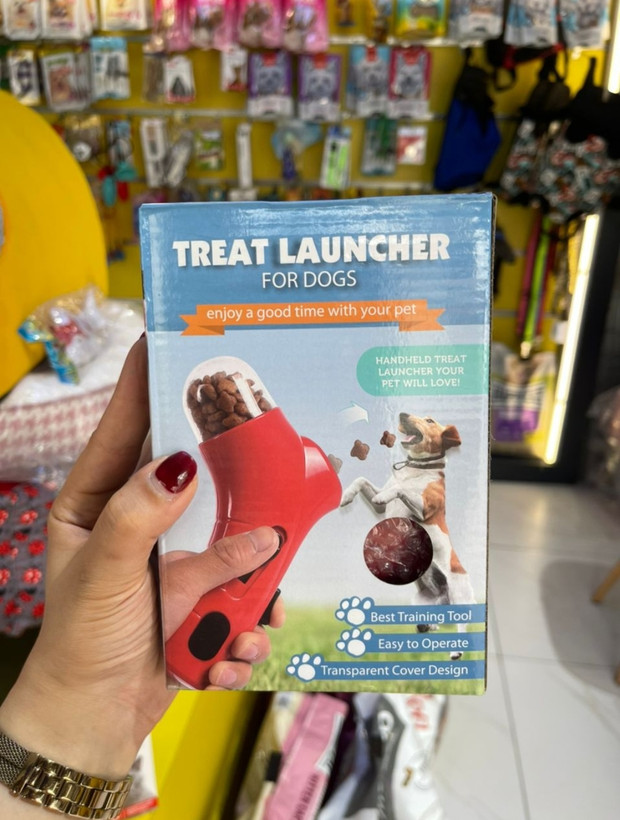 TREAT LAUNCHER
FOR DOGS
enjoy a good time with your pet
HANDHELD TREAT
LAUNCHER YOUR
PET WILL LOVE!
Best Training Tool
Easy to Operate
Transparent Cover Design